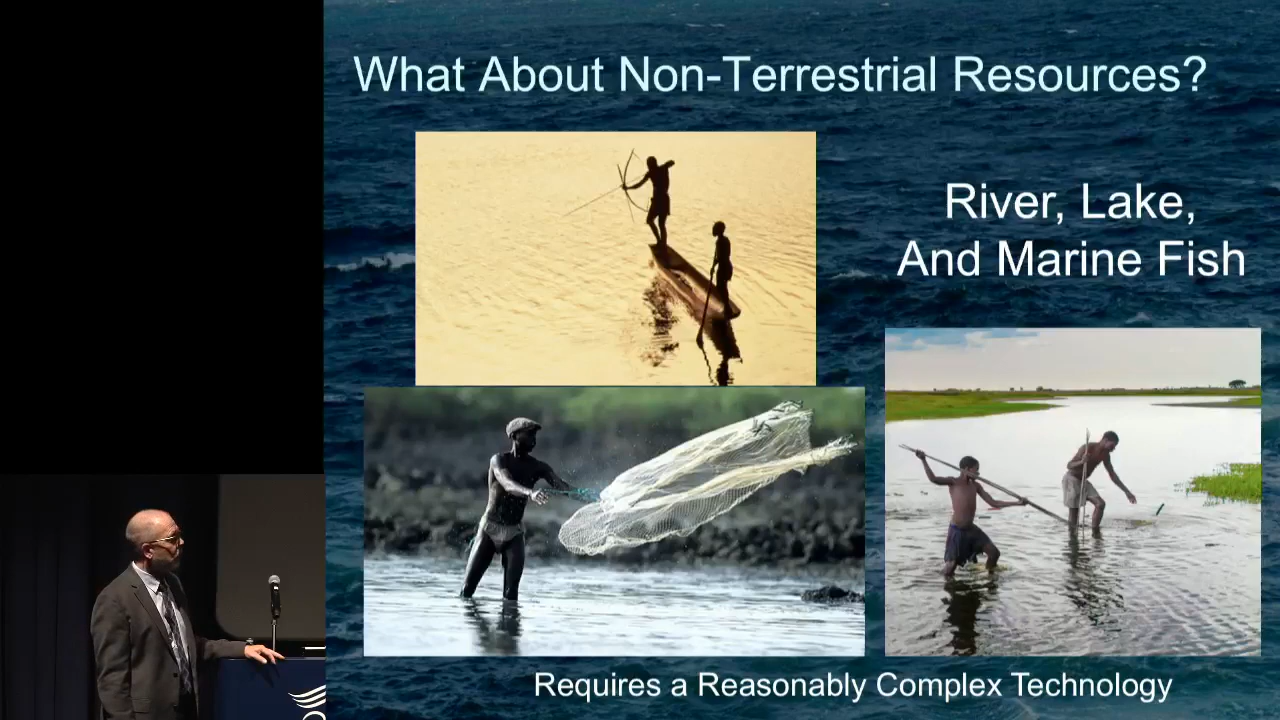 What About Non-Terrestrial Resources?
River, Lake,
And Marine Fish
Requires a Reasonably Complex Technology